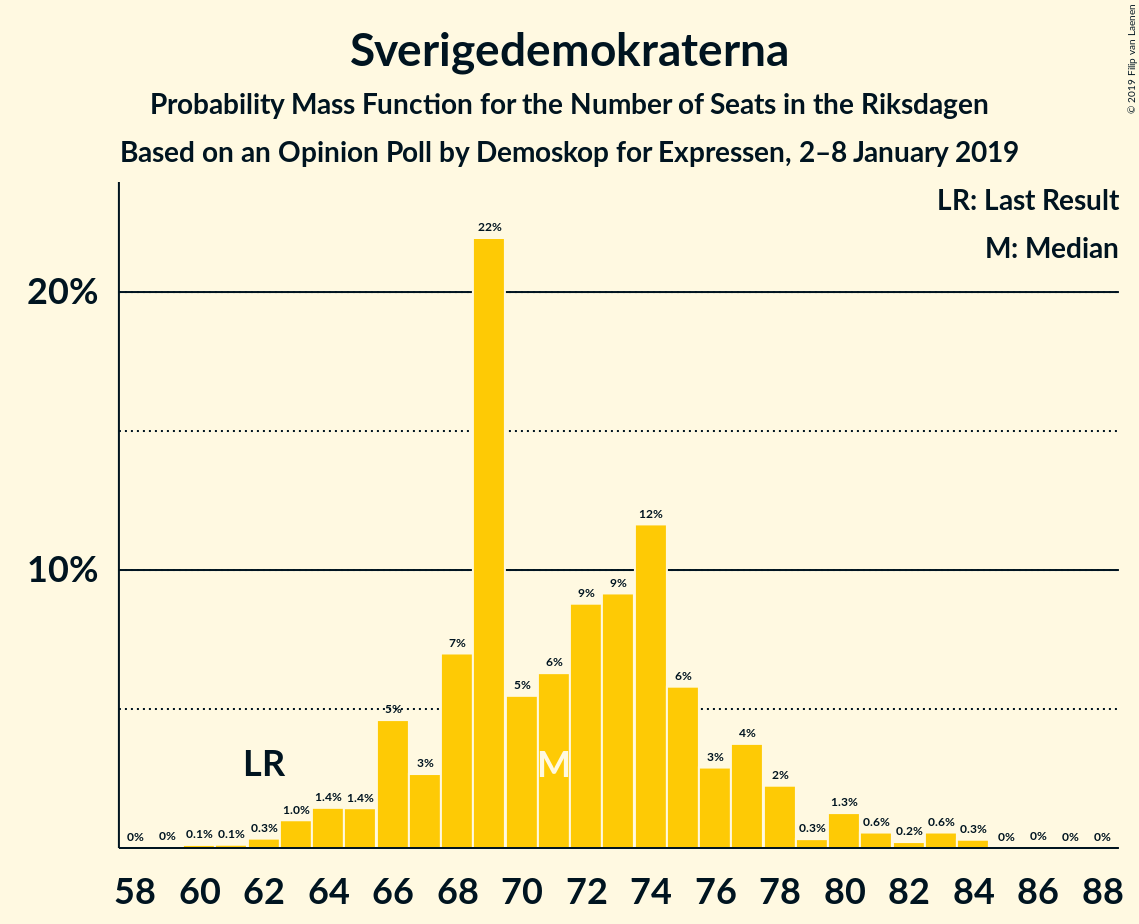 © 2019 Filip van Laenen
Sverigedemokraterna
Probability Mass Function for the Number of Seats in the Riksdagen
Based on an Opinion Poll by Demoskop for Expressen, 2–8 January 2019
LR: Last Result
M: Median
20%
10%
0% 0% 0.1% 0.1% 0.3% 1.0% 1.4% 1.4% 5% 3% 7% 22% 5% 6% 9% 9% 12% 6% 3% 4% 2% 0.3% 1.3% 0.6% 0.2% 0.6% 0.3% 0% 0% 0% 0%
LR M
58 60 62 64 66 68 70 72 74 76 78 80 82 84 86 88